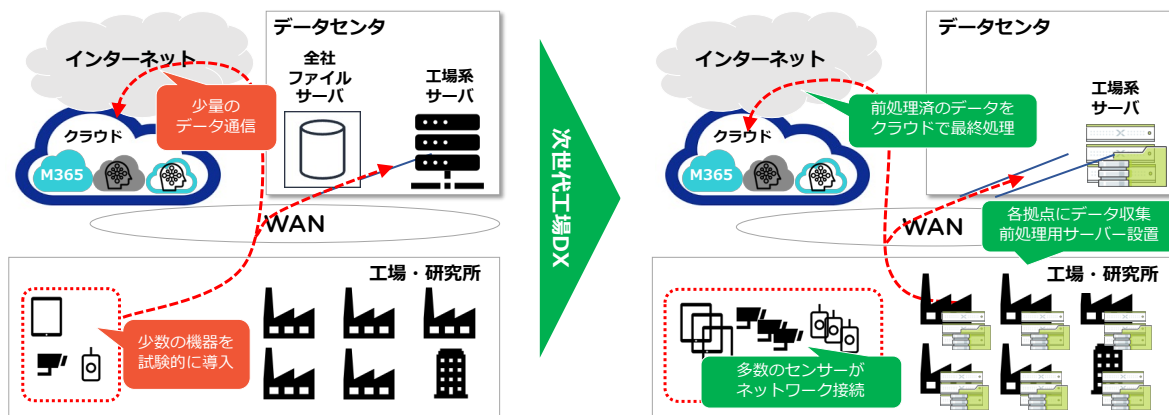 データセンタ
インターネット
全社
ファイル
サーバ
工場系
サーバ
少量の
データ通信
クラウド
M365
WAN
工場・研究所
少数の機器を
試験的に導入
次世代工場DX
データセンタ
インターネット
工場系
サーバ
前処理済のデータを
クラウドで最終処理
クラウド
M365
WAN
各拠点にデータ収集
前処理用サーバー設置
工場・研究所
多数のセンサーが
ネットワーク接続